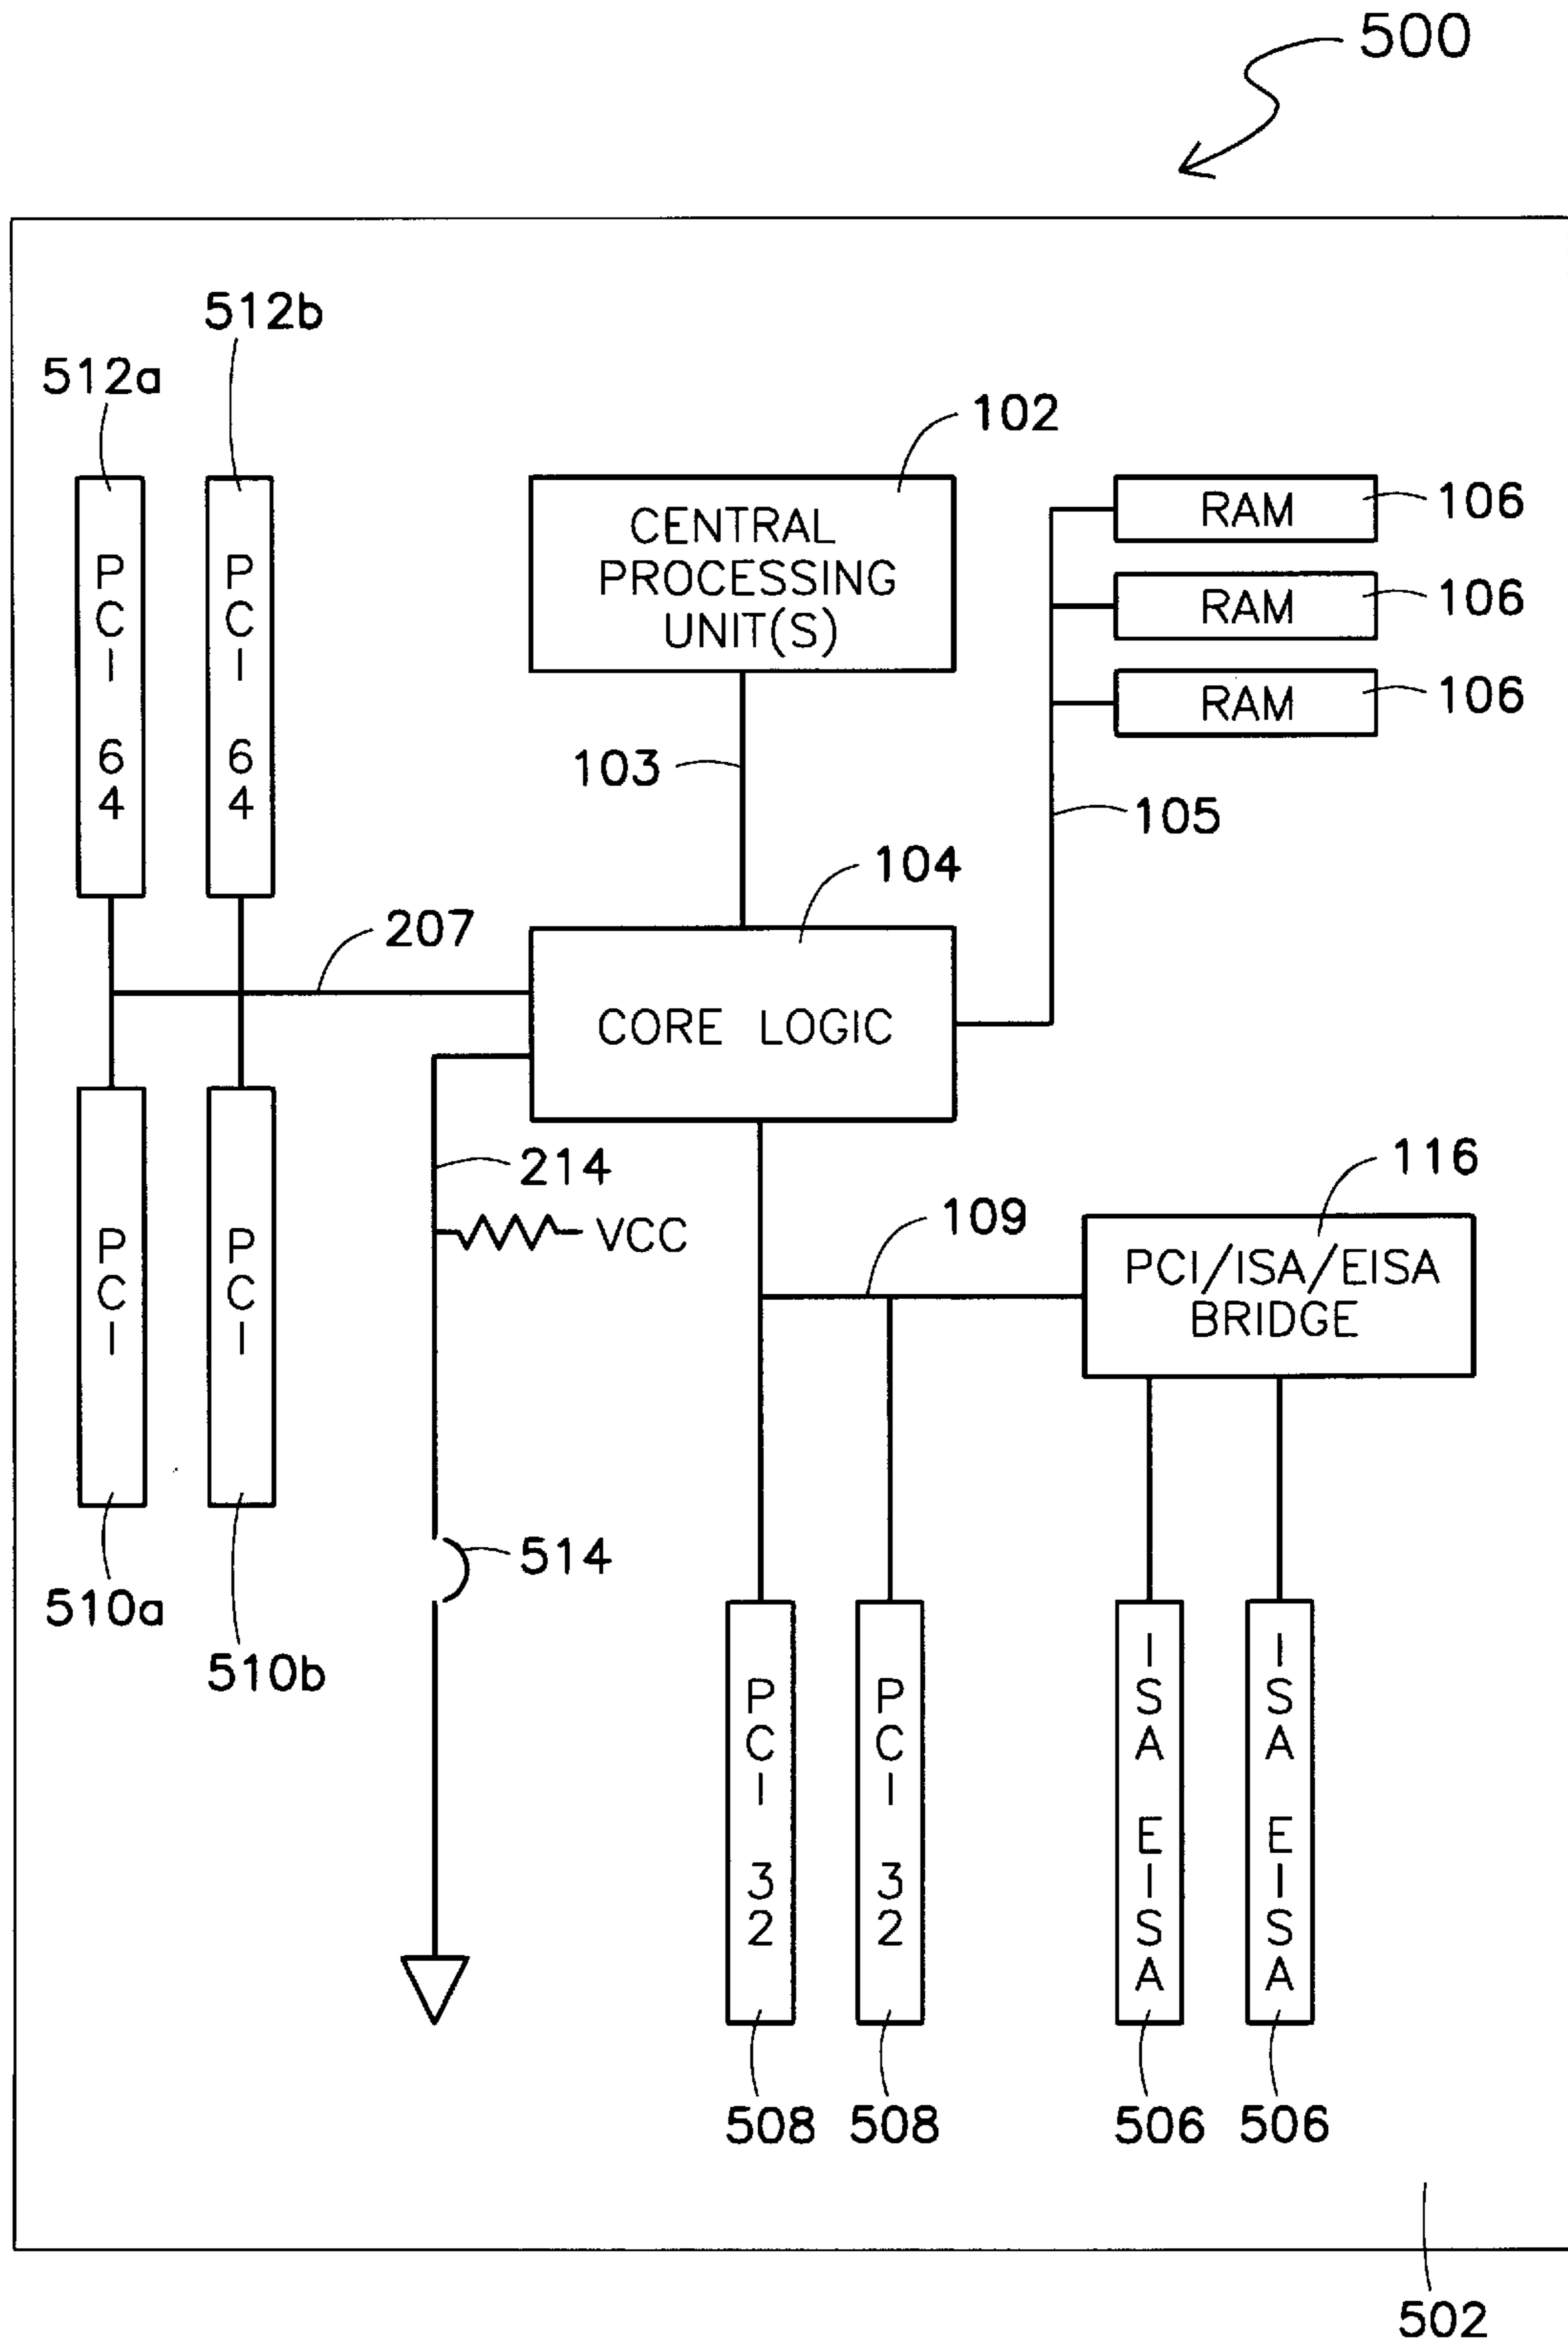 500
512b
512a
102
CENTRAL
PROCESSING
UNIT(S)
RAM
106
RAM
106
RAM
106
PCI 64
PCI 64
103
105
104
207
CORE LOGIC
214
VCC
116
109
PCI/ISA/EISA
BRIDGE
PCI
PCI
514
510a
510b
PCI 32
PCI 32
ISA EISA
ISA EISA
508
508
506
506
502